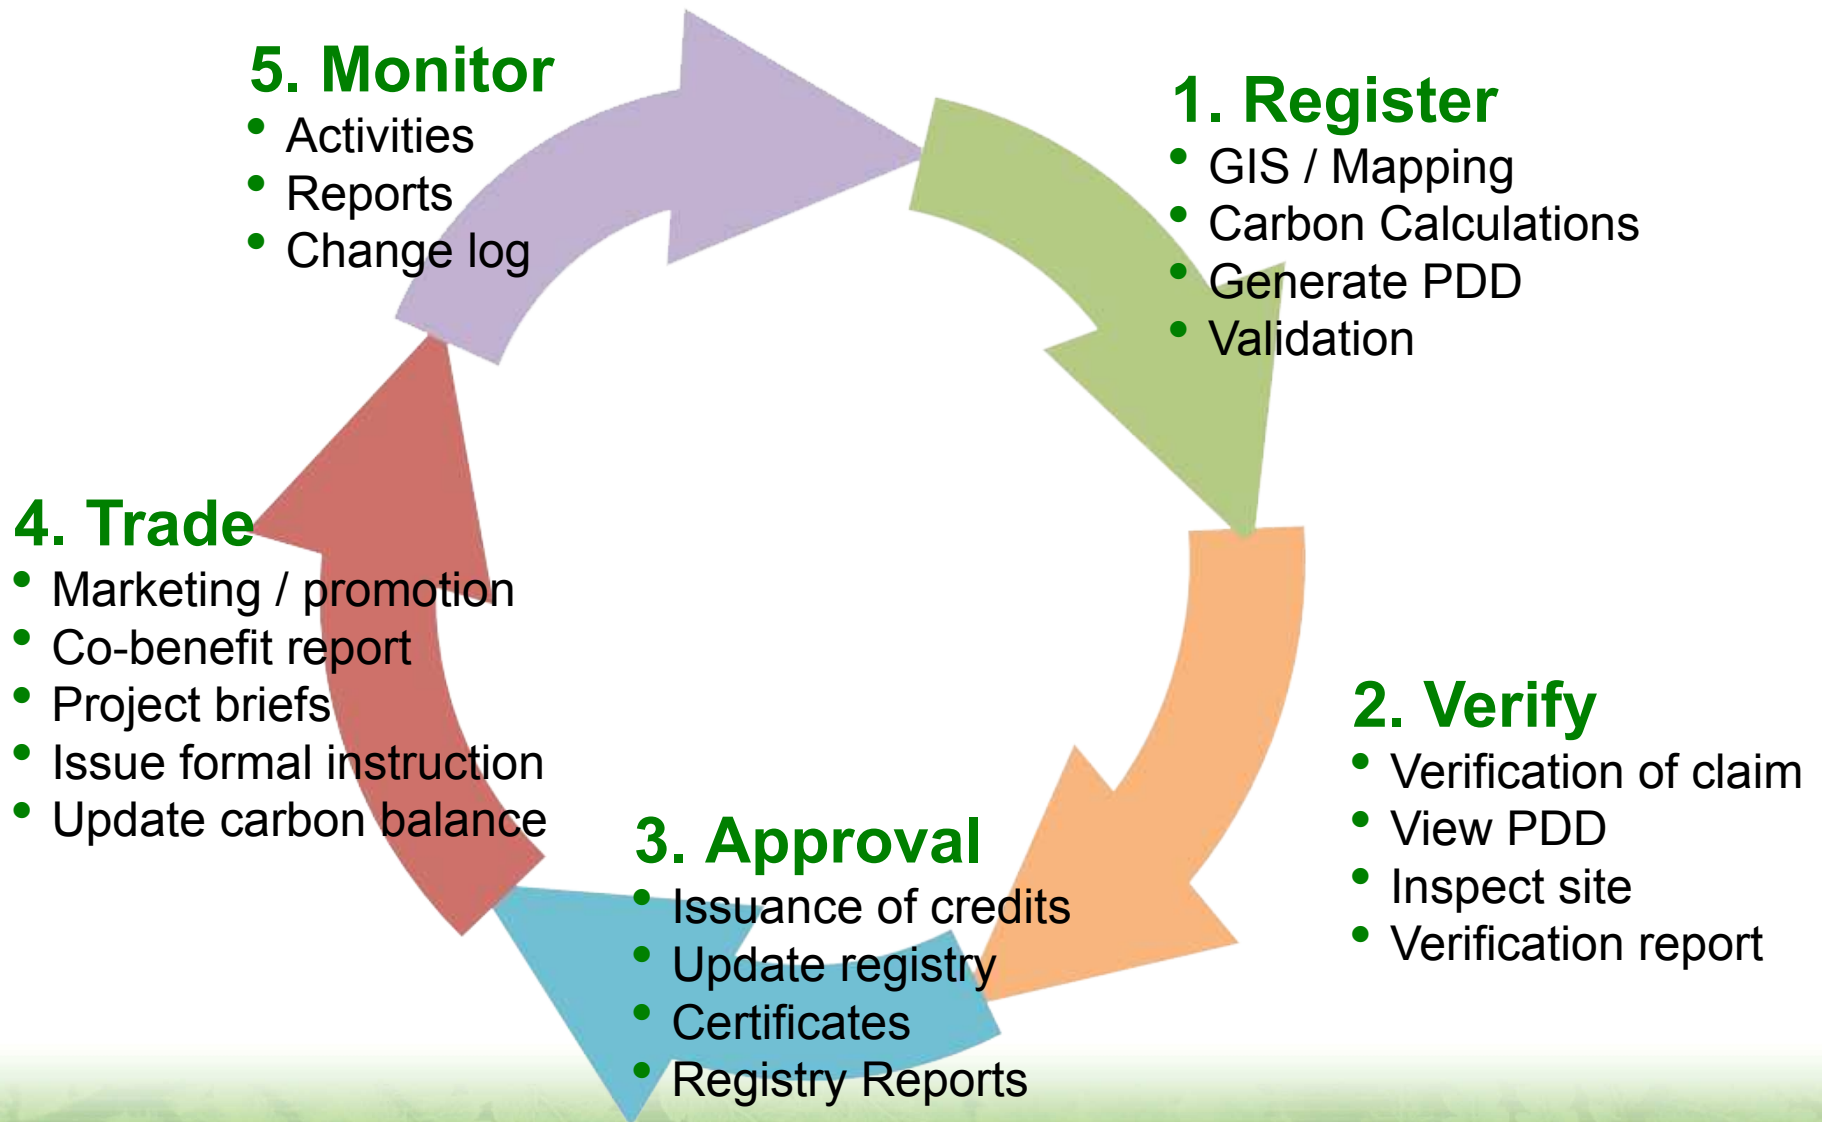 1. Register
• GIS / Mapping
• Carbon Calculations
• Generate PDD
• Validation
2. Verify
• Verification of claim
• View PDD
• Inspect site
• Verification report
3. Approval
• Issuance of credits
• Update registry
• Certificates
• Registry Reports
4. Trade
• Marketing / promotion
• Co-benefit report
• Project briefs
• Issue formal instruction
• Update carbon balance
5. Monitor
• Activities
• Reports
• Change log